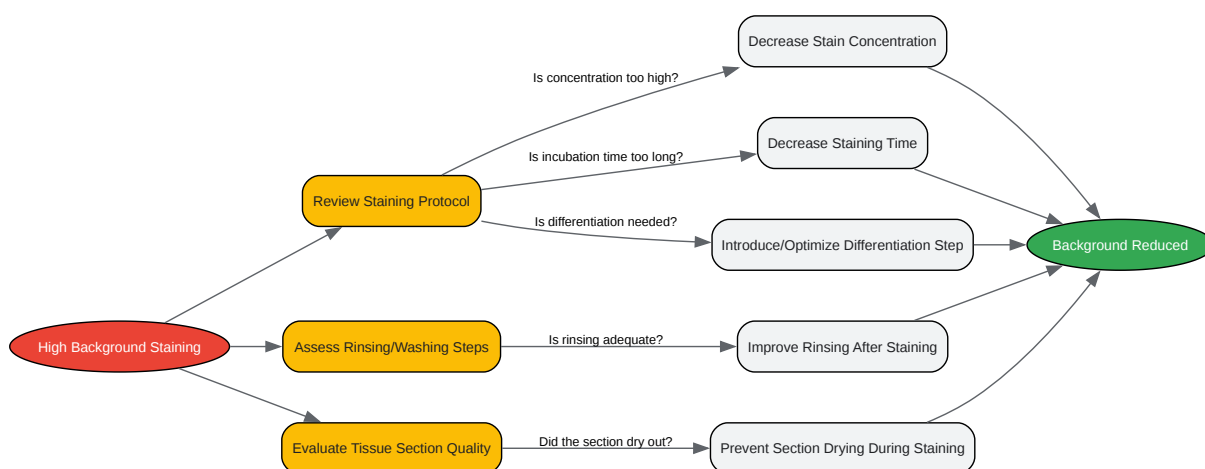 Decrease Stain Concentration
Is concentration too high?
Decrease Staining Time
Is incubation time too long?
Review Staining Protocol
Is differentiation needed?
Introduce/Optimize Differentiation Step
Background Reduced
High Background Staining
Assess Rinsing/Washing Steps
Is rinsing adequate?
Improve Rinsing After Staining
Evaluate Tissue Section Quality
Did the section dry out?
Prevent Section Drying During Staining